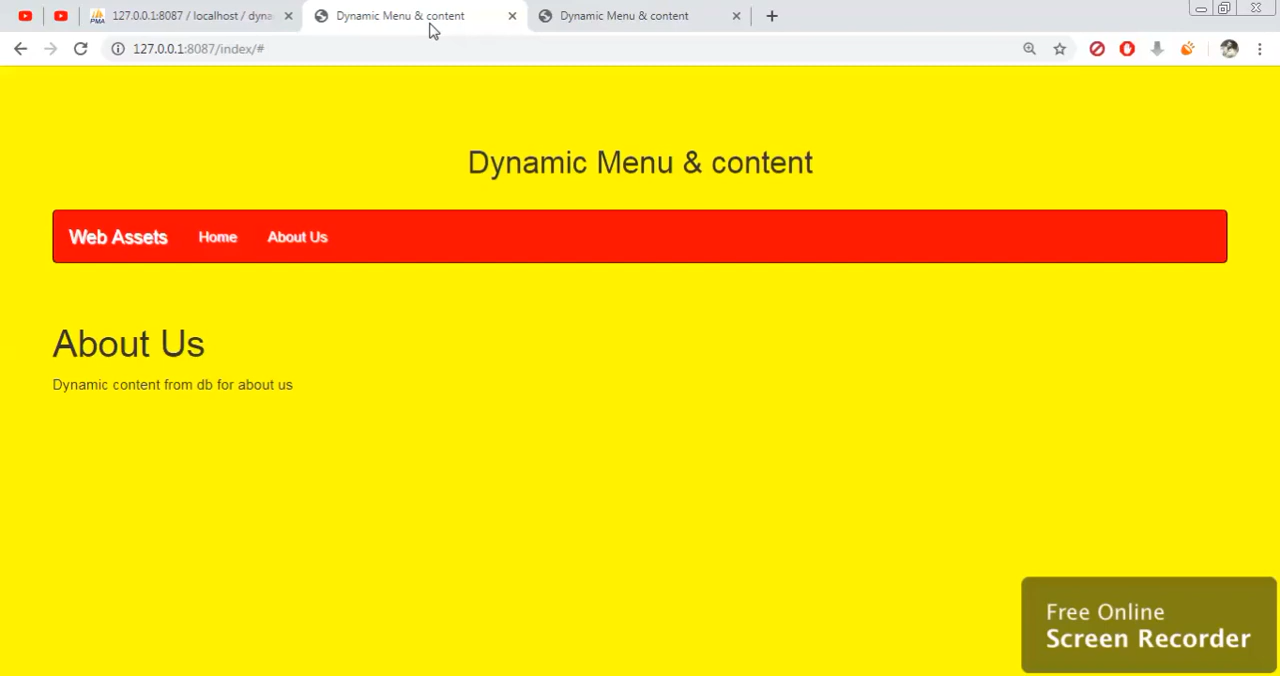 127.0.0.1:8087 / localhost / dyna
Dynamic Menu & content
Dynamic Menu & content
127.0.0.1:8087/index/#
Dynamic Menu & content
Web Assets Home About Us
About Us
Dynamic content from db for about us
Free Online
Screen Recorder